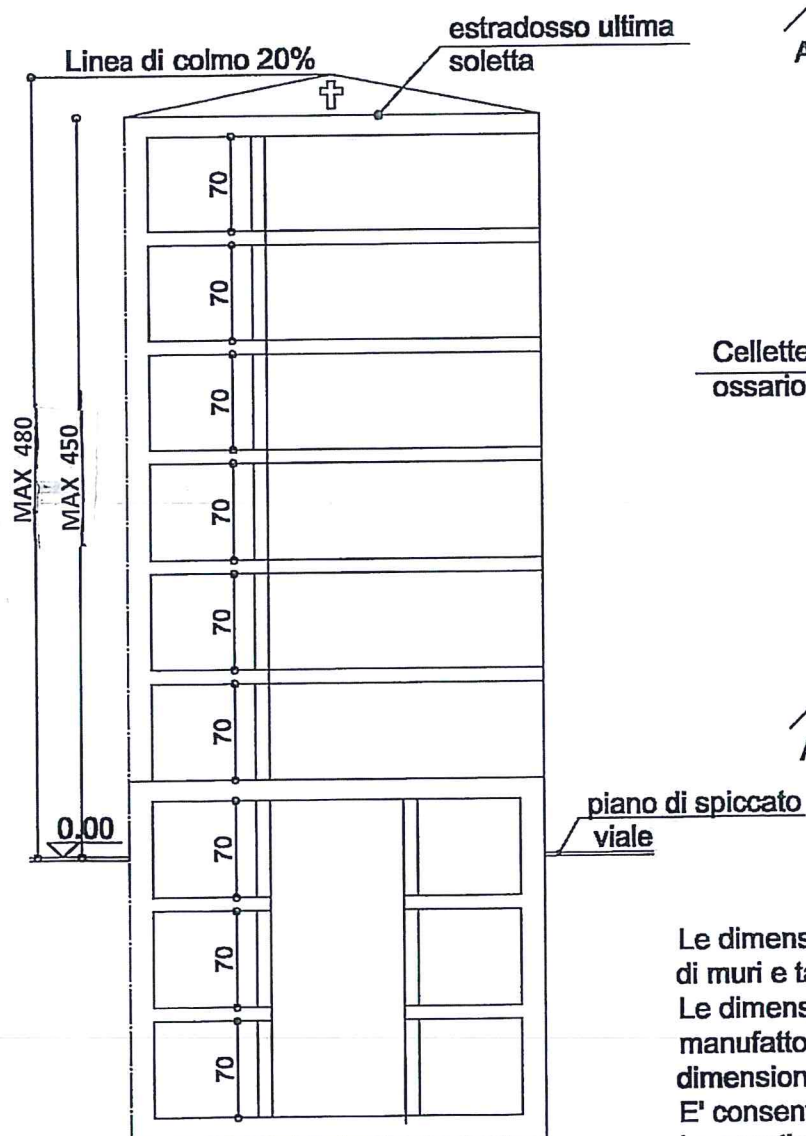 estradosso ultima
soletta
Linea di colmo 20%
A
70
70
70
Cellette
ossario
MAX 480
MAX 450
70
70
70
A
piano di spiccato
viale
0.00
70
70
70
Le dimens
di muri e ta
Le dimens
manufatto
dimension
E' consen